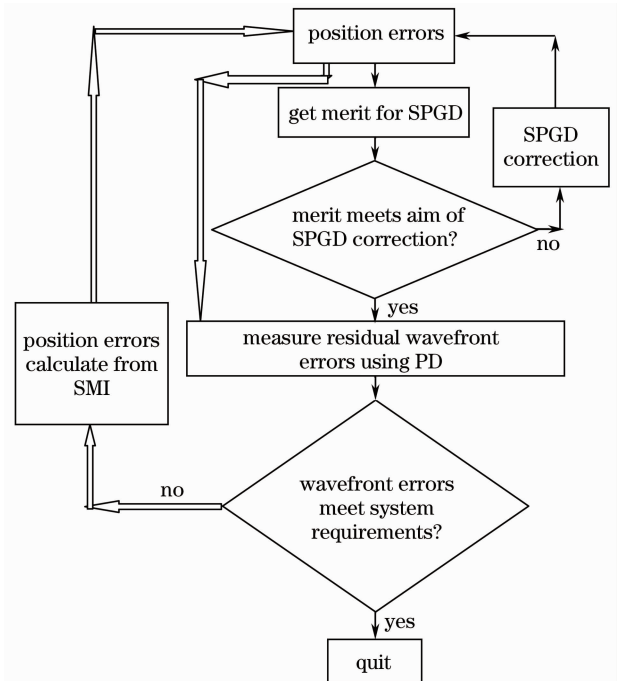 position errors
get merit for SPGD
SPGD
correction
merit meets aim of
SPGD correction?
no
yes
position errors
calculate from
SMI
measure residual wavefront
errors using PD
no
wavefront errors
meet system
requirements?
yes
quit